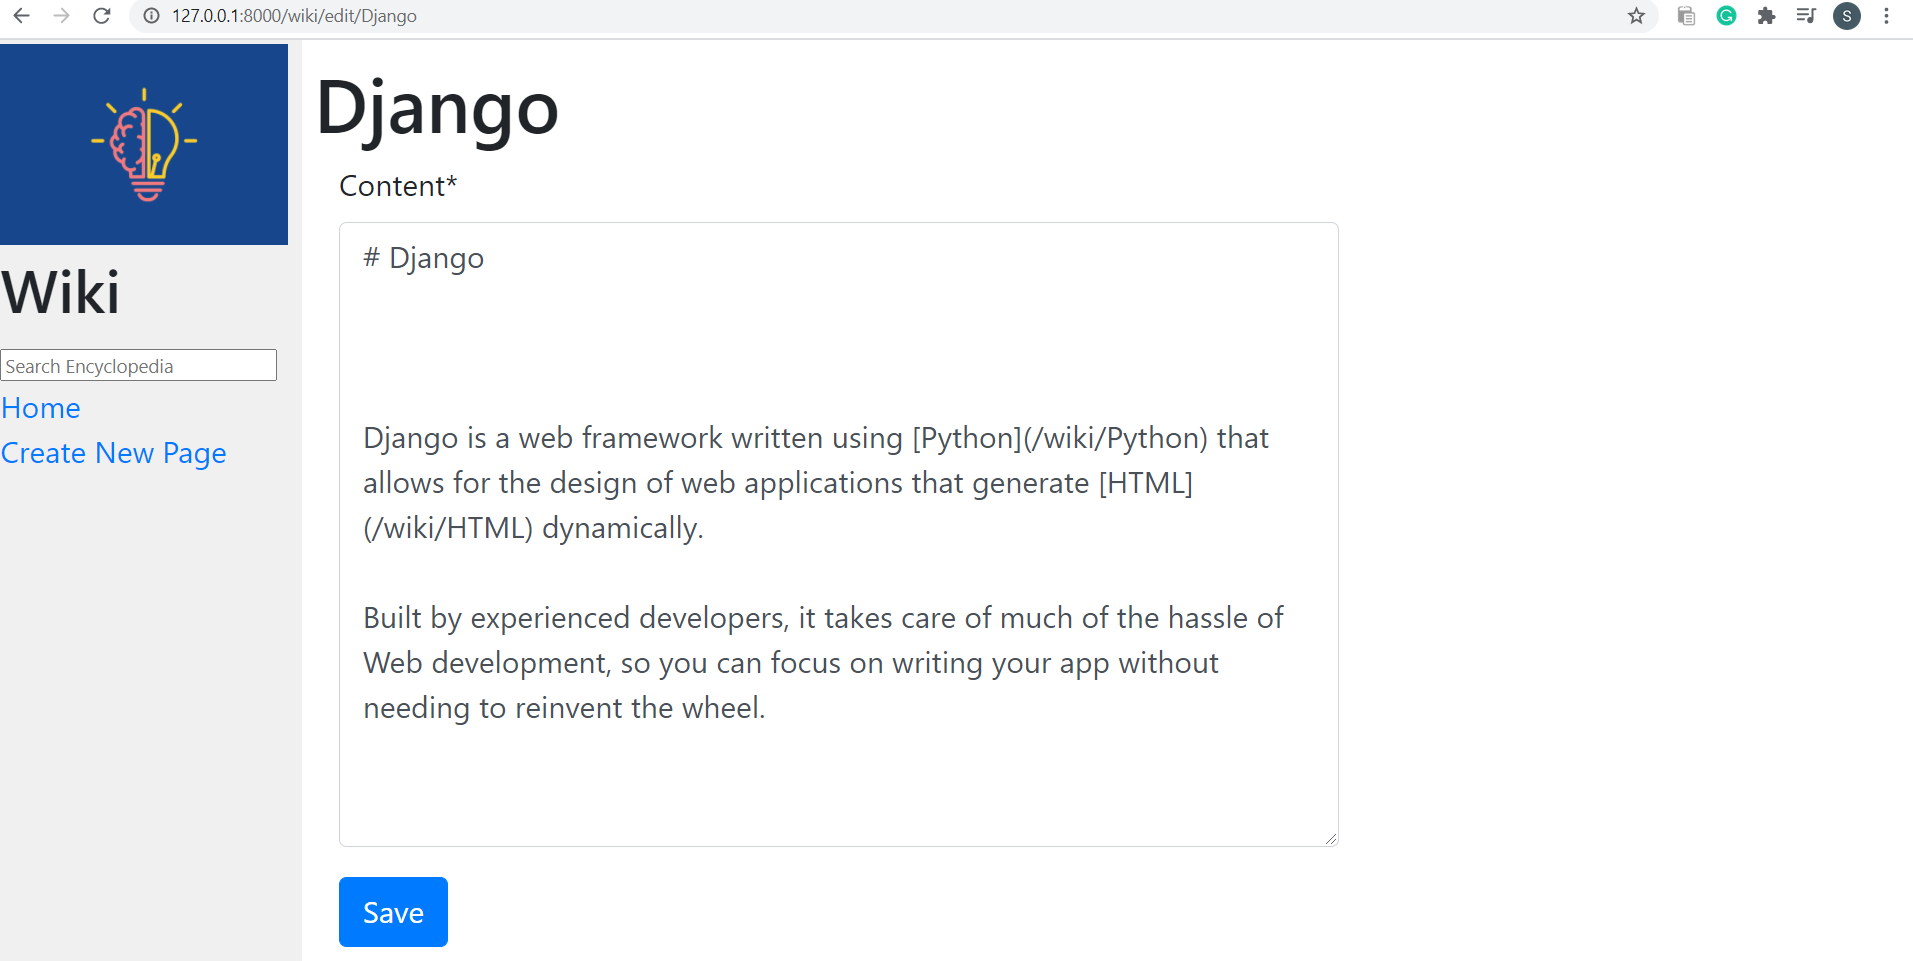 127.0.0.1:8000/wiki/edit/Django
S
Wiki
Search Encyclopedia
Home
Create New Page
Django
Content*
# Django
Django is a web framework written using [Python](/wiki/Python) that
allows for the design of web applications that generate [HTML]
(/wiki/HTML) dynamically.
Built by experienced developers, it takes care of much of the hassle of
Web development, so you can focus on writing your app without
needing to reinvent the wheel.
Save